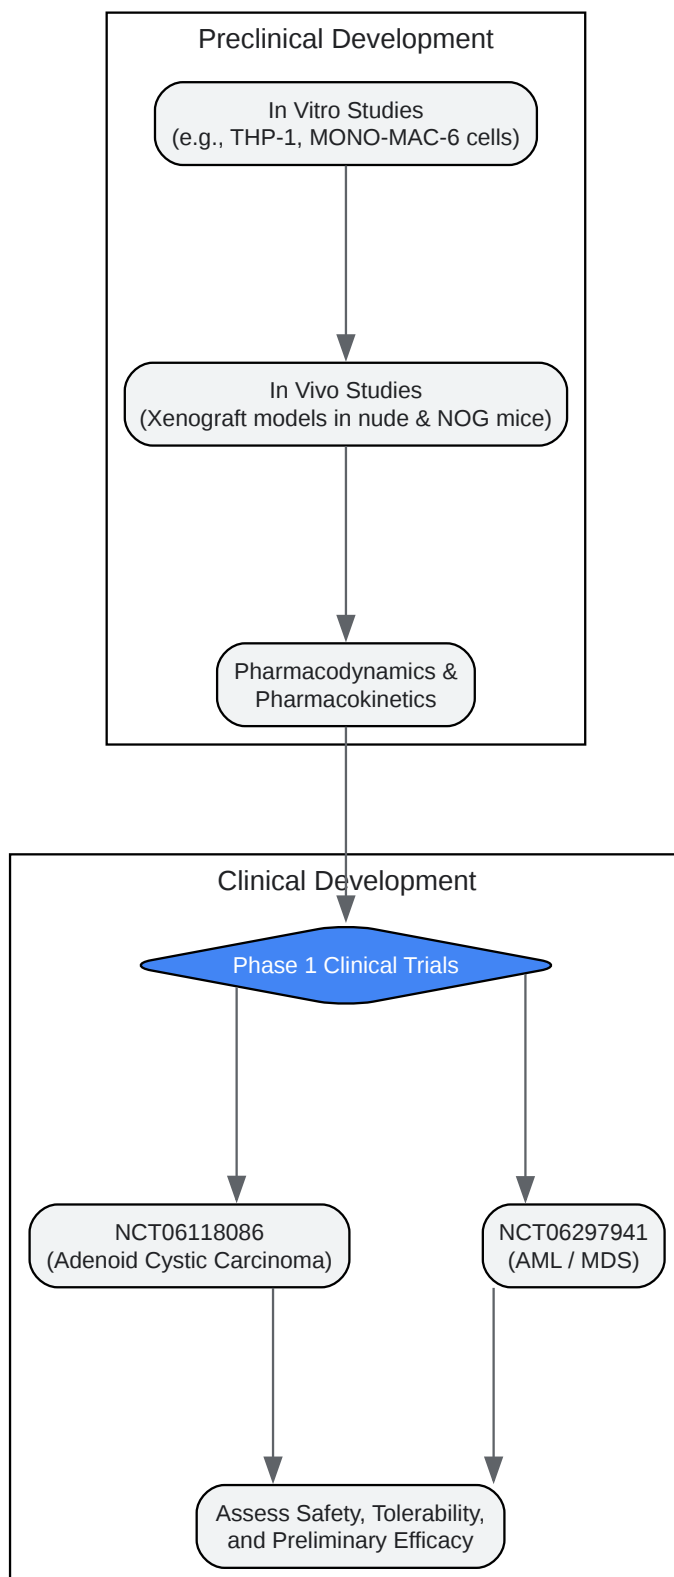 Preclinical Development
In Vitro Studies
(e.g., THP-1, MONO-MAC-6 cells)
In Vivo Studies
(Xenograft models in nude & NOG mice)
Pharmacodynamics &
Pharmacokinetics
Clinical Development
Phase 1 Clinical Trials
NCT06118086
(Adenoid Cystic Carcinoma)
NCT06297941
(AML / MDS)
Assess Safety, Tolerability,
and Preliminary Efficacy